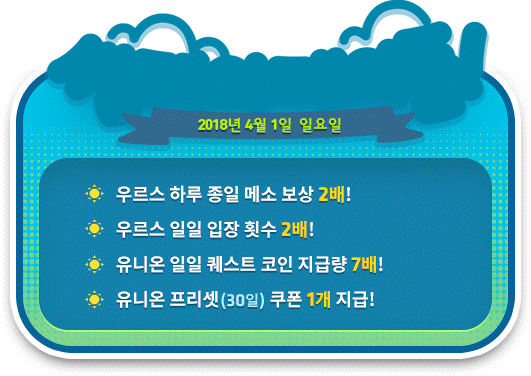 2018년 4월 1일 일요일
우르스 하루 종일 메소 보상 2배!
우르스 일일 입장 횟수 2배!
유니온 일일 퀘스트 코인 지급량 7배!
유니온 프리셋(30일) 쿠폰 1개 지급!